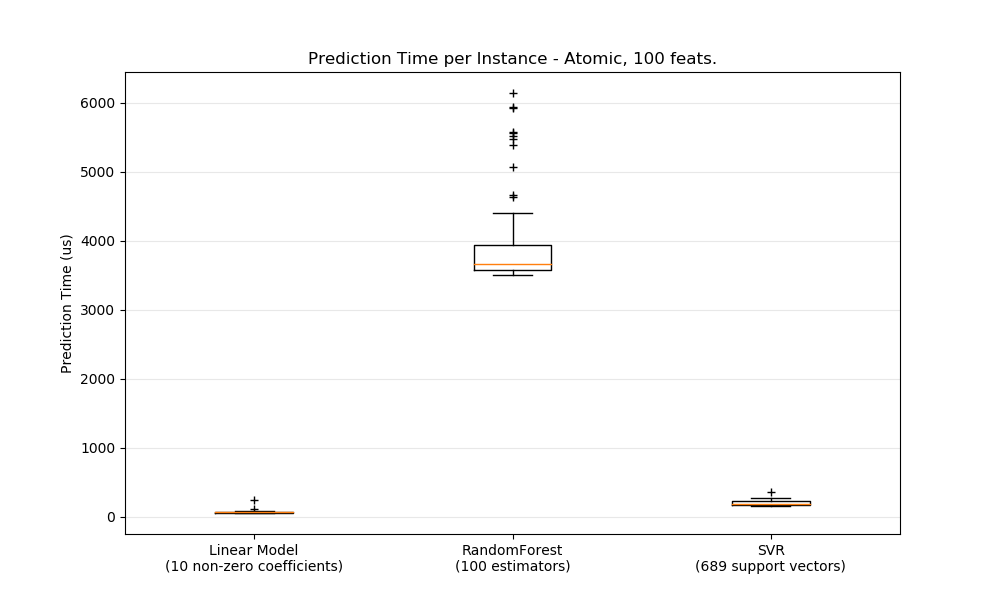 Prediction Time per Instance - Atomic, 100 feats.
Prediction Time (us)
6000
5000
4000
3000
2000
1000
0
Linear Model
(10 non-zero coefficients)
RandomForest
(100 estimators)
SVR
(689 support vectors)